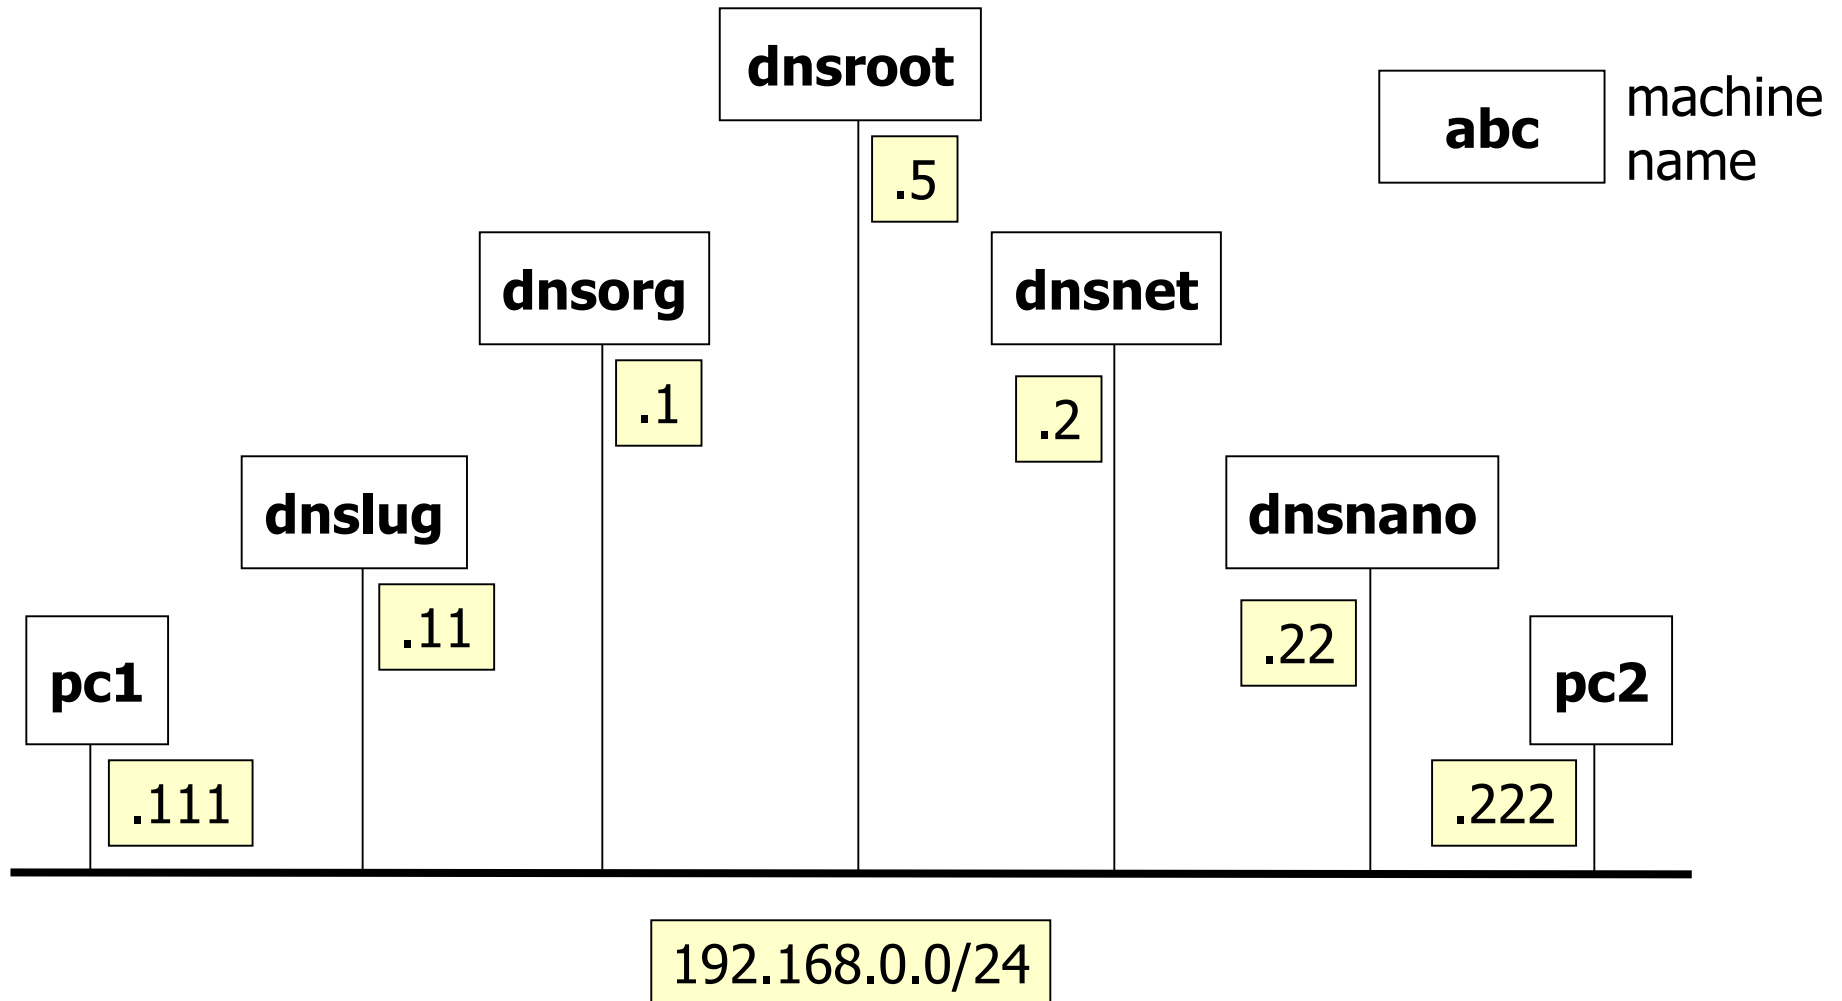 dnsroot
abc
machine
name
.5
dnsorg
dnsnet
.1
.2
dnslug
dnsnano
.11
.22
pc1
pc2
.111
.222
192.168.0.0/24